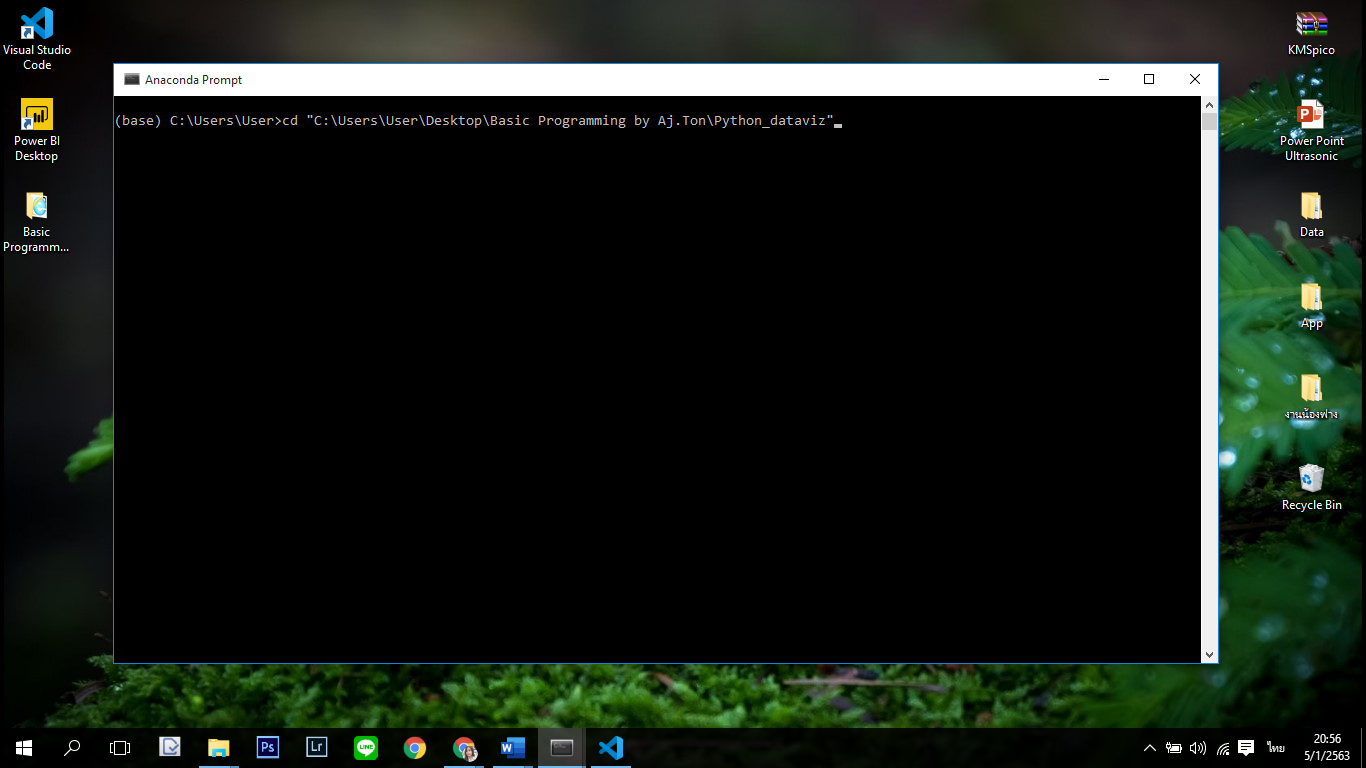 Visual Studio
Code
Power BI
Desktop
Basic
Programm...
Anaconda Prompt
(base) C:\Users\User>cd "C:\Users\User\Desktop\Basic Programming by Aj.Ton\Python_dataviz"
KMSpico
Power Point
Ultrasonic
Data
App
งานน้องฟาง
Recycle Bin
Ps
Lr
LINE
ไทย
20:56
5/1/2563